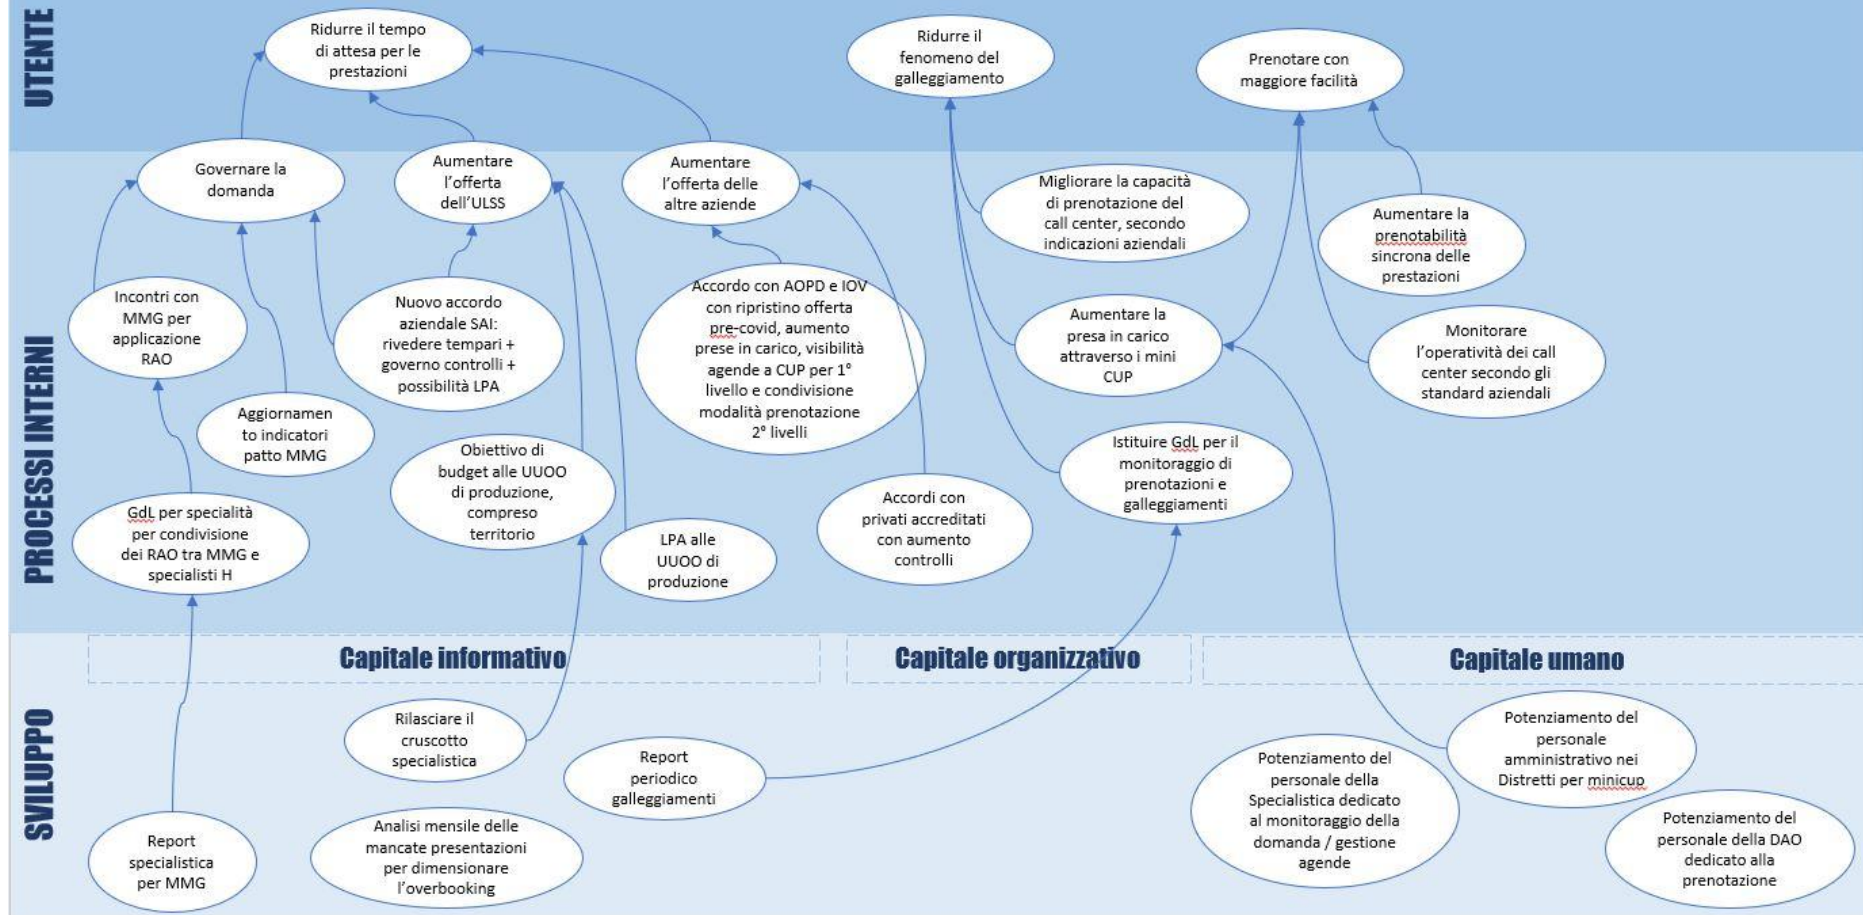 UTENTE
Ridurre il tempo
di attesa per le
prestazioni
Ridurre il
fenomeno del
galleggiamento
Prenotare con
maggiore facilità
PROCESSI INTERNI
Governare la
domanda
Aumentare
l'offerta
dell'ULSS
Aumentare
l'offerta delle
altre aziende
Migliorare la capacità
di prenotazione del
call center, secondo
indicazioni aziendali
Aumentare la
prenotabilità
sincrona delle
prestazioni
Incontri con
MMG per
applicazione
RAO
Nuovo accordo
aziendale SAI:
rivedere tempari +
governo controlli +
possibilità LPA
Accordo con AOPD e IOV
con ripristino offerta
pre-covid, aumento
prese in carico, visibilità
agende a CUP per 1°
livello e condivisione
modalità prenotazione
2° livelli
Aumentare la
presa in carico
attraverso i mini
CUP
Monitorare
l'operatività dei call
center secondo gli
standard aziendali
Aggiornamen
to indicatori
patto MMG
Obiettivo di
budget alle UUOO
di produzione,
compreso
territorio
Istituire GdL per il
monitoraggio di
prenotazioni e
galleggiamenti
GdL per specialità
per condivisione
dei RAO tra MMG e
specialisti H
LPA alle
UUOO di
produzione
Accordi con
privati accreditati
con aumento
controlli
SVILUPPO
Capitale informativo
Capitale organizzativo
Capitale umano
Rilasciare il
cruscotto
specialistica
Report
periodico
galleggiamenti
Potenziamento del
personale della
Specialistica dedicato
al monitoraggio della
domanda / gestione
agende
Potenziamento del
personale
amministrativo nei
Distretti per minicup
Report
specialistica
per MMG
Analisi mensile delle
mancate presentazioni
per dimensionare
l'overbooking
Potenziamento del
personale della DAO
dedicato alla
prenotazione